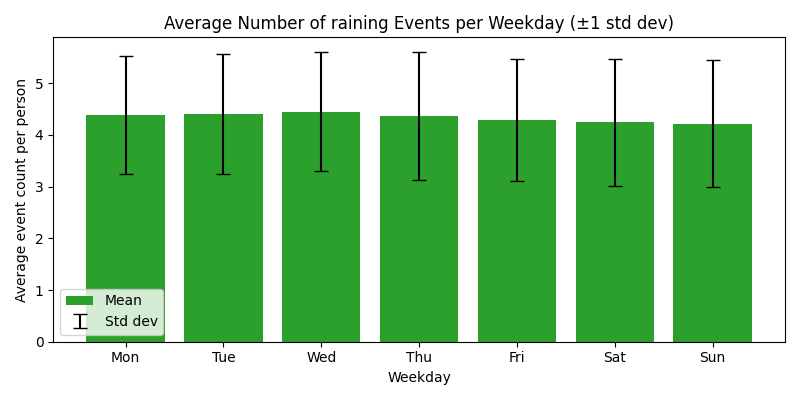 Average Number of raining Events per Weekday (±1 std dev)
Average event count per person
5
4
3
2
1
0
Mean
Std dev
Mon Tue Wed Thu Fri Sat Sun
Weekday